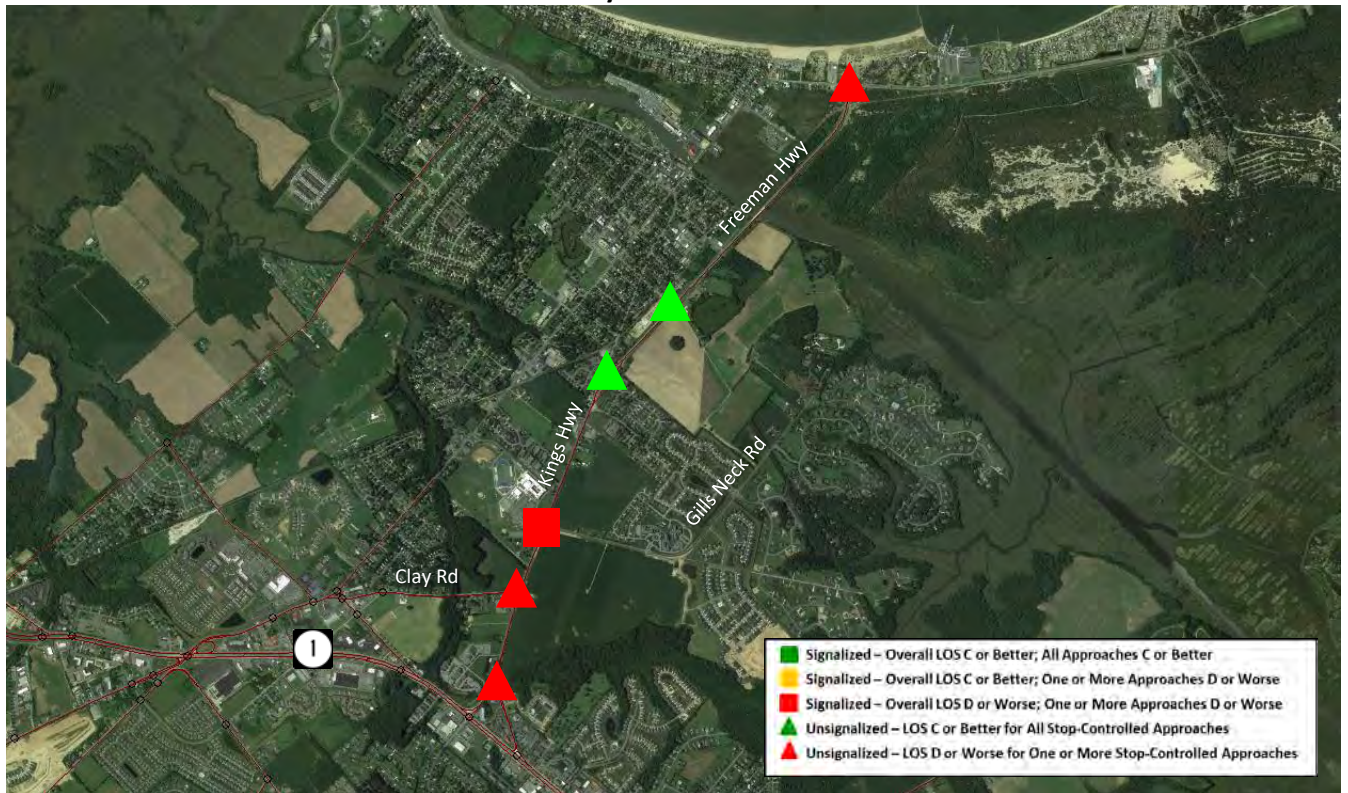 Freeman Hwy
Kings Hwy
Gills Neck Rd
Clay Rd
1
Signalized – Overall LOS C or Better; All Approaches C or Better
Signalized – Overall LOS C or Better; One or More Approaches D or Worse
Signalized – Overall LOS D or Worse; One or More Approaches D or Worse
Unsignalized – LOS C or Better for All Stop-Controlled Approaches
Unsignalized – LOS D or Worse for One or More Stop-Controlled Approaches